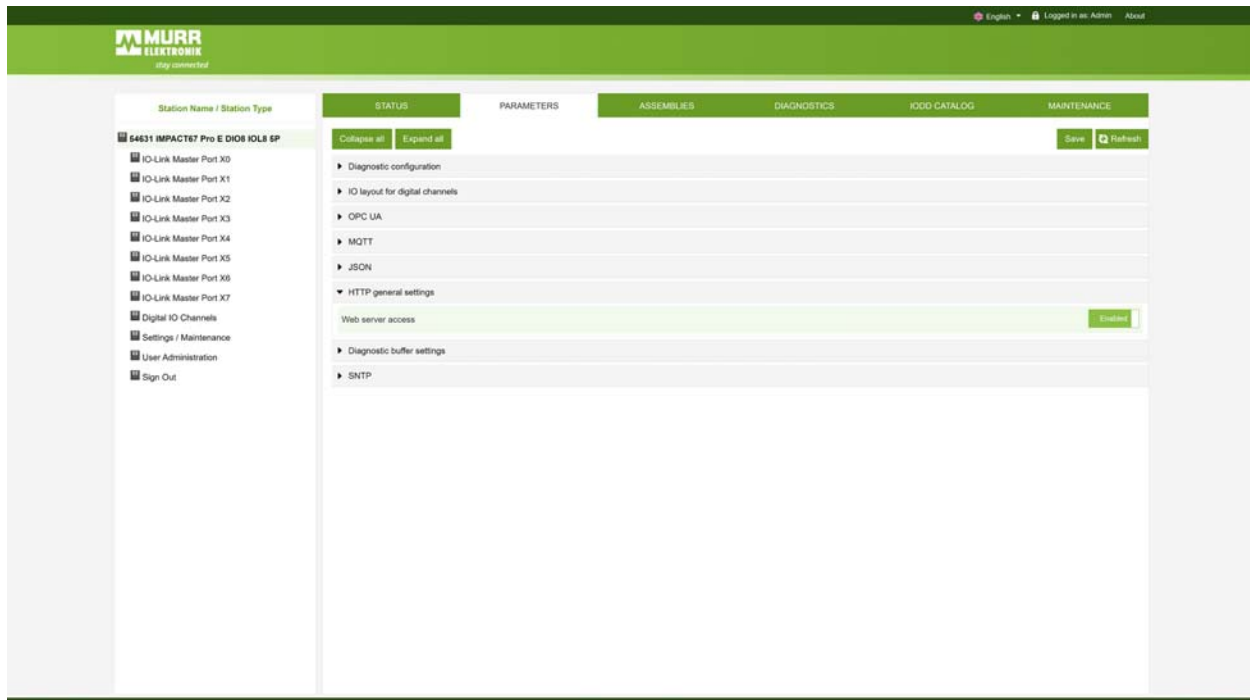 English Logged in as: Admin About
MURR
ELEKTRONIK
stay connected
Station Name / Station Type
54631 IMPACT67 Pro E DIO8 IOL8 5P
IO-Link Master Port X0
IO-Link Master Port X1
IO-Link Master Port X2
IO-Link Master Port X3
IO-Link Master Port X4
IO-Link Master Port X5
IO-Link Master Port X6
IO-Link Master Port X7
Digital IO Channels
Settings / Maintenance
User Administration
Sign Out
STATUS PARAMETERS ASSEMBLIES DIAGNOSTICS IODD CATALOG MAINTENANCE
Collapse all Expand all Save Refresh
Diagnostic configuration
IO layout for digital channels
OPC UA
MQTT
JSON
HTTP general settings
Web server access Enabled
Diagnostic buffer settings
SNTP